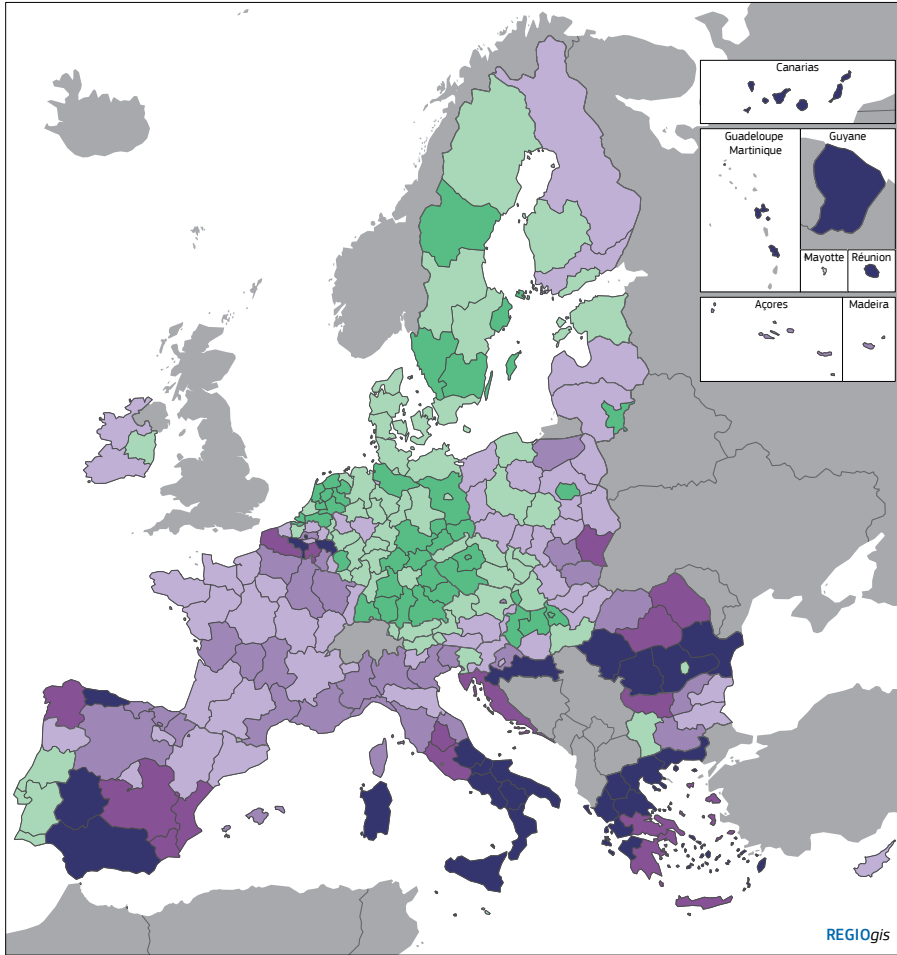 Canarias
Guadeloupe
Martinique
Guyane
Mayotte
Réunion
Açores
Madeira
REGIOgis